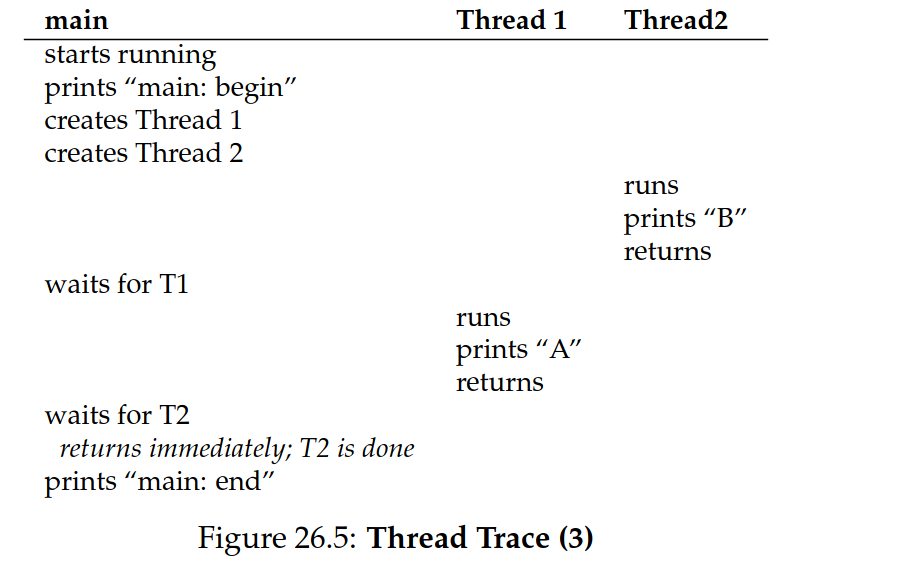 main Thread 1 Thread2
starts running
prints “main: begin”
creates Thread 1
creates Thread 2
runs
prints “B”
returns
waits for T1
runs
prints “A”
returns
waits for T2
returns immediately; T2 is done
prints “main: end”
Figure 26.5: Thread Trace (3)